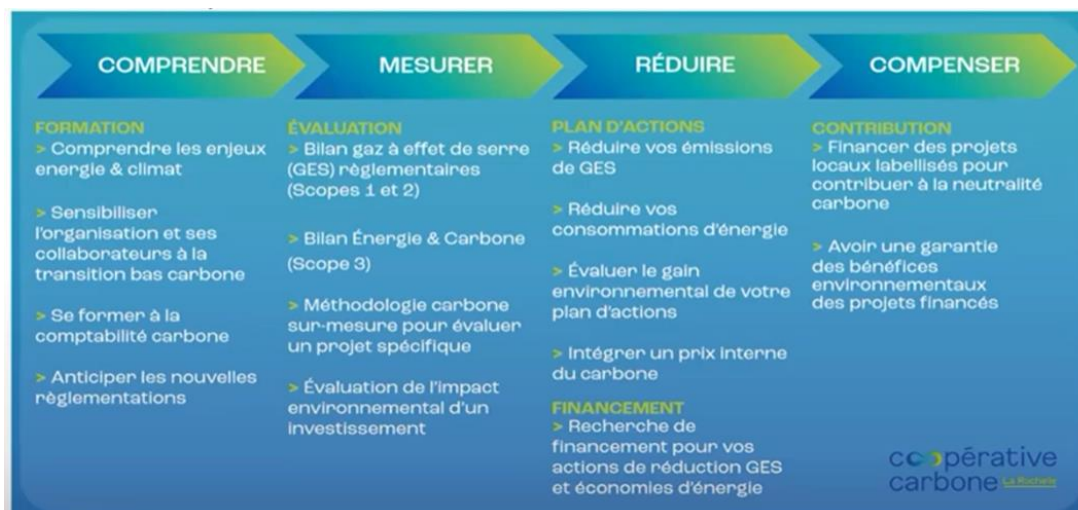 COMPRENDRE
MESURER
RÉDUIRE
COMPENSER
FORMATION
> Comprendre les enjeux
energie & climat
> Sensibiliser
l'organisation et ses
collaborateurs à la
transition bas carbone
> Se former à la
comptabilité carbone
> Anticiper les nouvelles
règlementations
ÉVALUATION
> Bilan gaz à effet de serre
(GES) règlementaires
(Scopes 1 et 2)
> Bilan Énergie & Carbone
(Scope 3)
> Méthodologie carbone
sur-mesure pour évaluer
un projet spécifique
> Évaluation de l'impact
environnemental d'un
investissement
PLAN D'ACTIONS
> Réduire vos émissions
de GES
> Réduire vos
consommations d'énergie
> Évaluer le gain
environnemental de votre
plan d'actions
> Intégrer un prix interne
du carbone
FINANCEMENT
> Recherche de
financement pour vos
actions de réduction GES
et économies d'énergie
CONTRIBUTION
> Financer des projets
locaux labellisés pour
contribuer à la neutralité
carbone
> Avoir une garantie
des bénéfices
environnementaux
des projets financés
coopérative
carbone La Rochelle